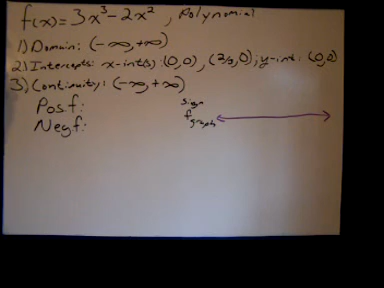 f(x) = 3x³ - 2x², Polynomial
1) Domain: (-∞, +∞)
2) Intercepts: x-int(s): (0,0), (2/3, 0); y-int: (0,0)
3) Continuity: (-∞, +∞)
Pos f:
Neg f:
sign
f
graph